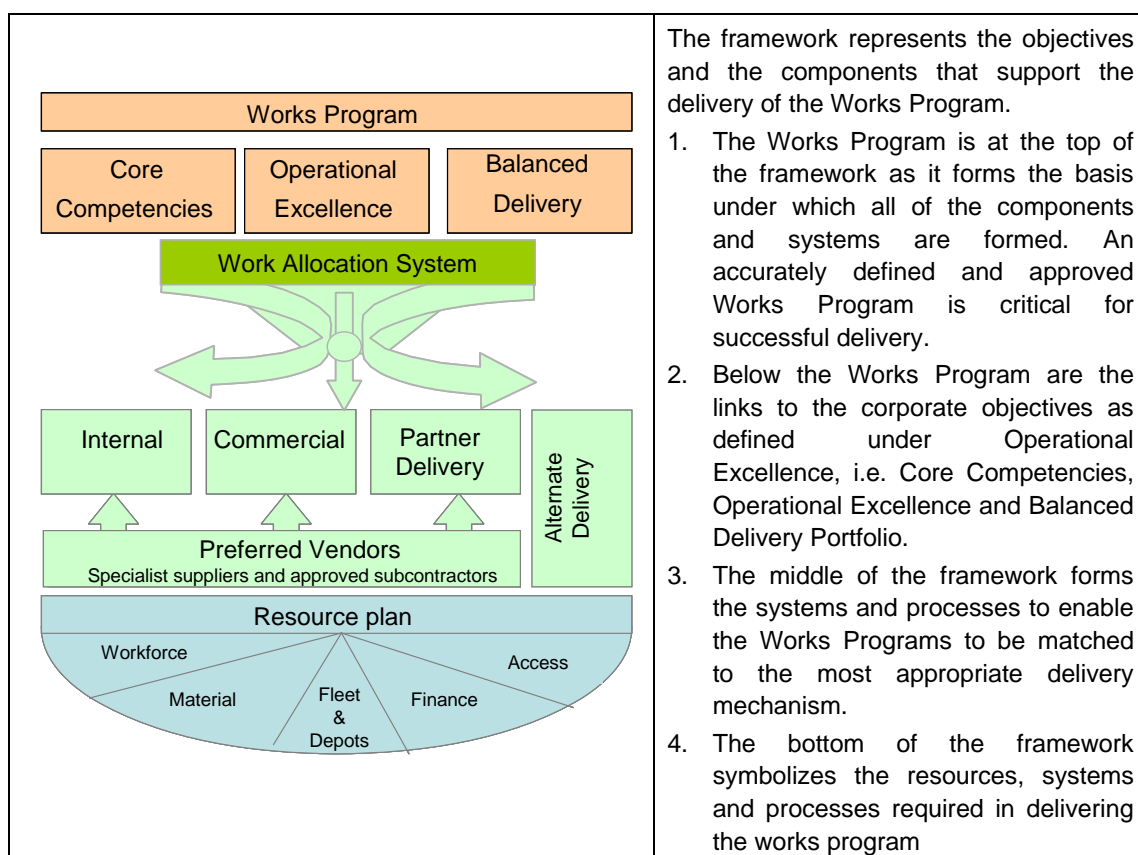 Works Program
Core
Competencies
Operational
Excellence
Balanced
Delivery
Work Allocation System
Internal
Commercial
Partner
Delivery
Alternate
Delivery
Preferred Vendors
Specialist suppliers and approved subcontractors
Resource plan
Workforce
Material
Fleet
&
Depots
Finance
Access
The framework represents the objectives
and the components that support the
delivery of the Works Program.
1. The Works Program is at the top of
the framework as it forms the basis
under which all of the components
and systems are formed. An
accurately defined and approved
Works Program is critical for
successful delivery.
2. Below the Works Program are the
links to the corporate objectives as
defined under Operational
Excellence, i.e. Core Competencies,
Operational Excellence and Balanced
Delivery Portfolio.
3. The middle of the framework forms
the systems and processes to enable
the Works Programs to be matched
to the most appropriate delivery
mechanism.
4. The bottom of the framework
symbolizes the resources, systems
and processes required in delivering
the works program